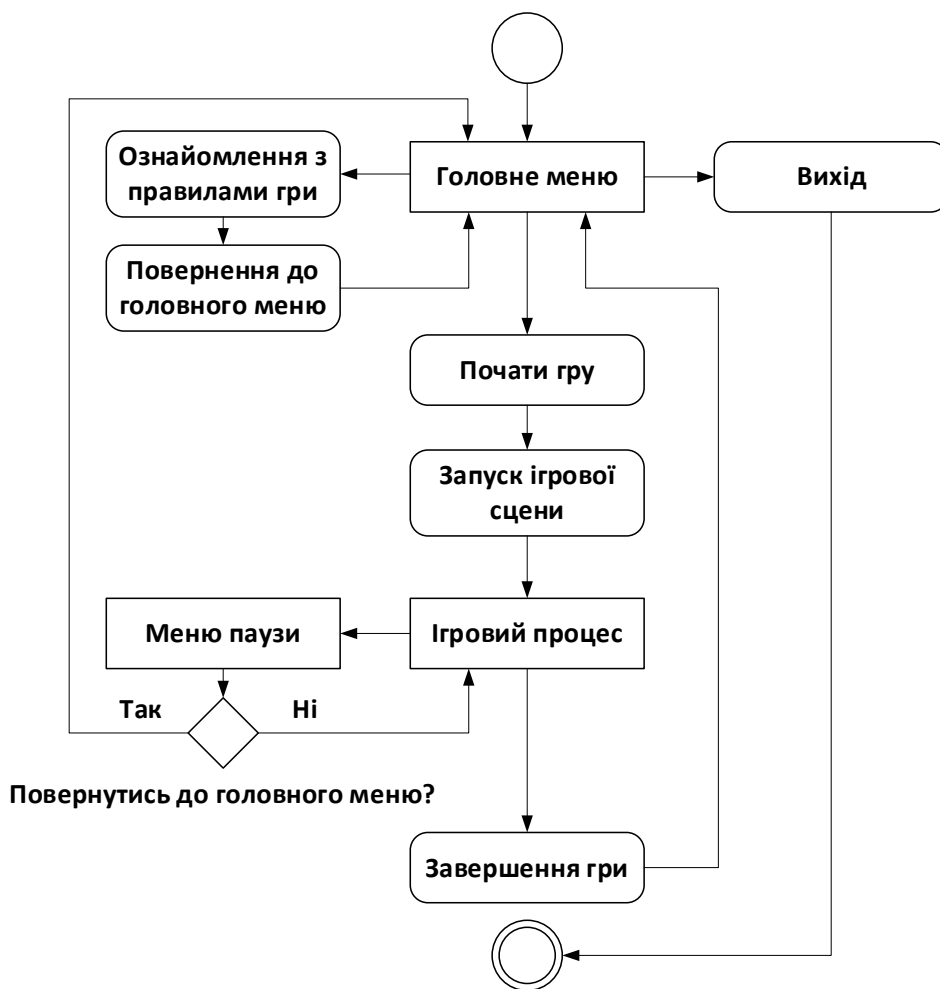 Ознайомлення з
правилами гри
Головне меню
Вихід
Повернення до
головного меню
Почати гру
Запуск ігрової
сцени
Меню паузи
Ігровий процес
Так
Ні
Повернутись до головного меню?
Завершення гри